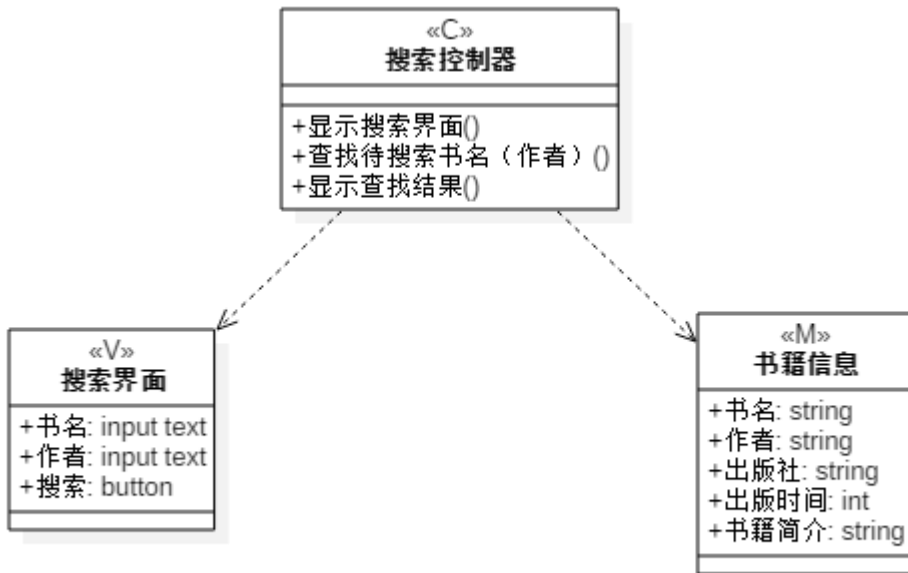 «C»
搜索控制器
+显示搜索界面()
+查找待搜索书名（作者）()
+显示查找结果()
«V»
搜索界面
+书名: input text
+作者: input text
+搜索: button
«M»
书籍信息
+书名: string
+作者: string
+出版社: string
+出版时间: int
+书籍简介: string